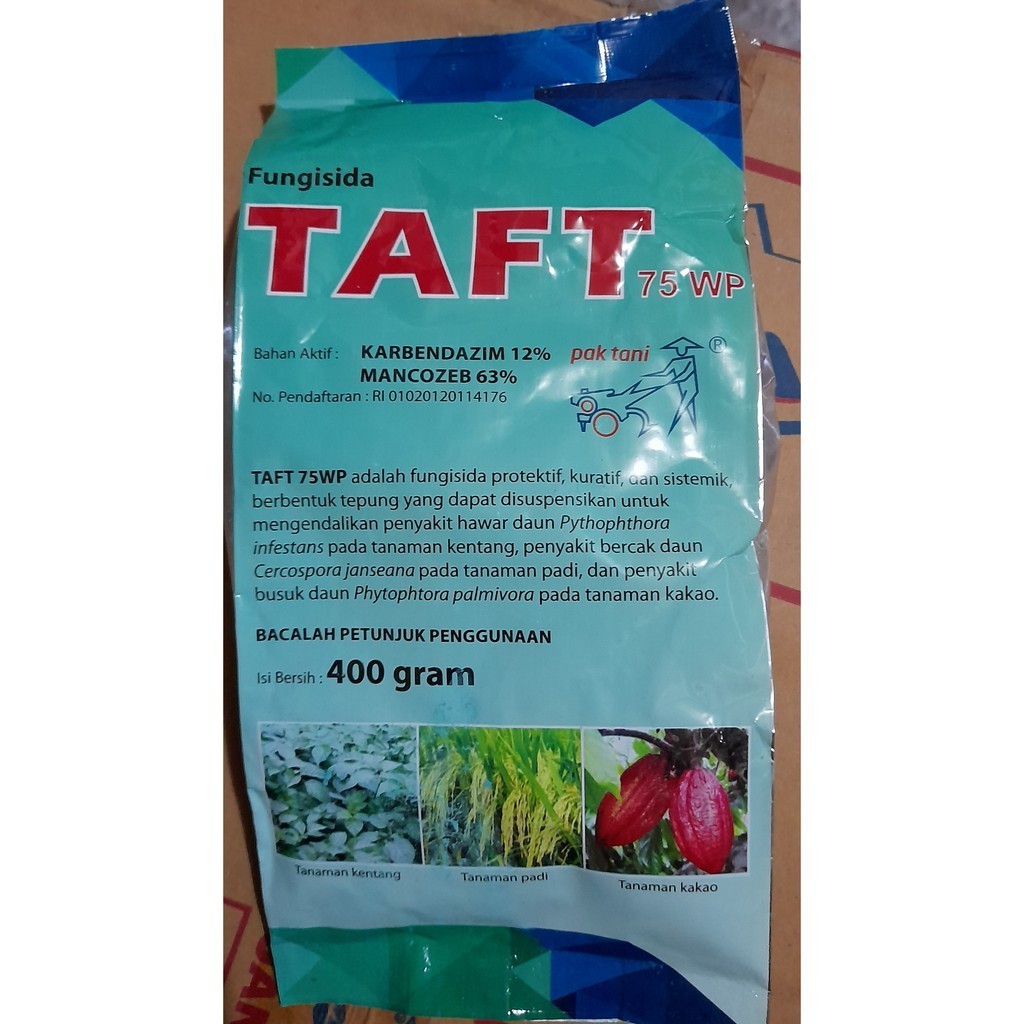 Fungisida
TAFT 75 WP
Bahan Aktif : KARBENDAZIM 12%
MANCOZEB 63%
No. Pendaftaran : RI 01020120114176
pak tani ®
TAFT 75WP adalah fungisida protektif, kuratif, dan sistemik,
berbentuk tepung yang dapat disuspensikan untuk
mengendalikan penyakit hawar daun Pythophthora
infestans pada tanaman kentang, penyakit bercak daun
Cercospora janseana pada tanaman padi, dan penyakit
busuk daun Phytophtora palmivora pada tanaman kakao.
BACALAH PETUNJUK PENGGUNAAN
Isi Bersih : 400 gram
Tanaman kentang
Tanaman padi
Tanaman kakao